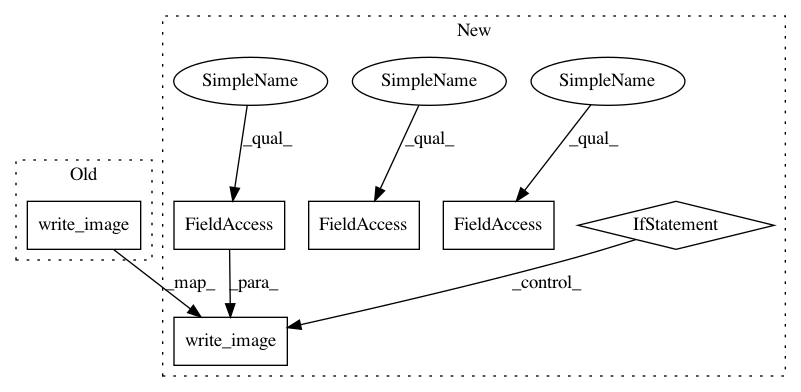 New
SimpleName
SimpleName
SimpleName
_qual_
_qual_
_qual_
Old
write_image
FieldAccess
FieldAccess
FieldAccess
IfStatement
_map_
_para_
_control_
write_image